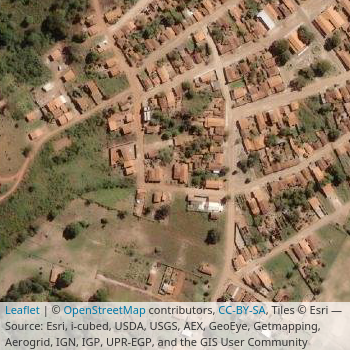 Leaflet | © OpenStreetMap contributors, CC-BY-SA, Tiles © Esri —
Source: Esri, i-cubed, USDA, USGS, AEX, GeoEye, Getmapping,
Aerogrid, IGN, IGP, UPR-EGP, and the GIS User Community